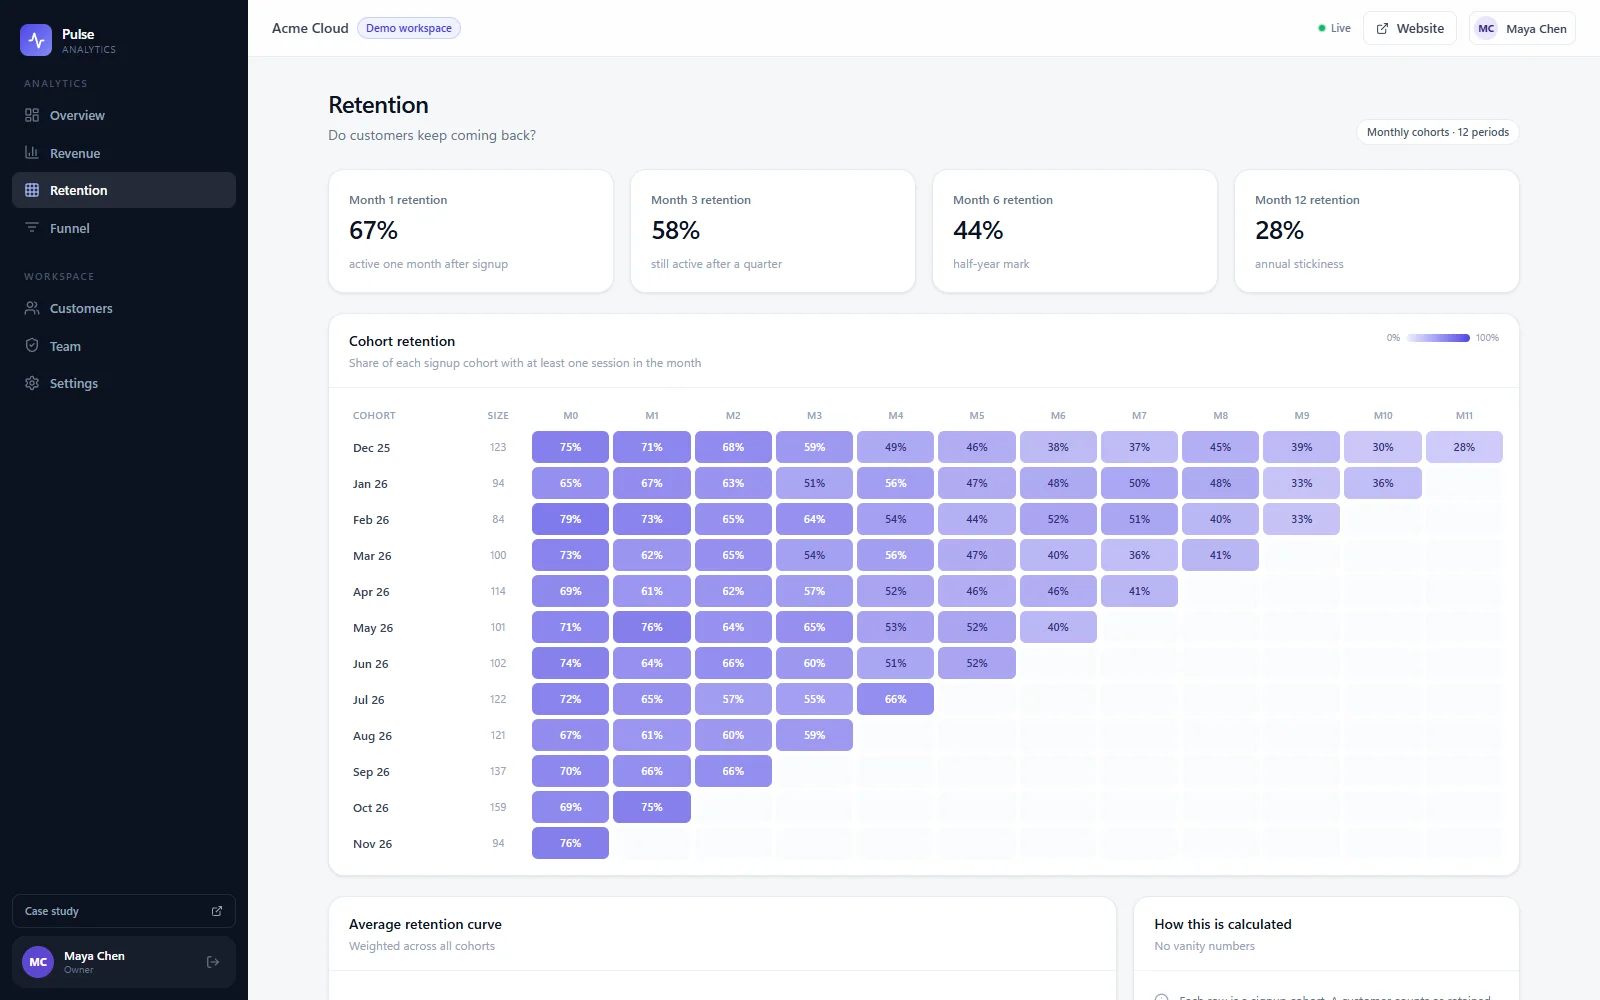 Pulse
ANALYTICS
ANALYTICS
Overview
Revenue
Retention
Funnel
WORKSPACE
Customers
Team
Settings
Case study
MC
Maya Chen
Owner
Acme Cloud
Demo workspace
Live
Website
MC
Maya Chen
Retention
Do customers keep coming back?
Monthly cohorts · 12 periods
Month 1 retention
67%
active one month after signup
Month 3 retention
58%
still active after a quarter
Month 6 retention
44%
half-year mark
Month 12 retention
28%
annual stickiness
Cohort retention
Share of each signup cohort with at least one session in the month
0% 100%
COHORT SIZE M0 M1 M2 M3 M4 M5 M6 M7 M8 M9 M10 M11
Dec 25 123 75% 71% 68% 59% 49% 46% 38% 37% 45% 39% 30% 28%
Jan 26 94 65% 67% 63% 51% 56% 47% 48% 50% 48% 33% 36%
Feb 26 84 79% 73% 65% 64% 54% 44% 52% 51% 40% 33%
Mar 26 100 73% 62% 65% 54% 56% 47% 40% 36% 41%
Apr 26 114 69% 61% 62% 57% 52% 46% 46% 41%
May 26 101 71% 76% 64% 65% 53% 52% 40%
Jun 26 102 74% 64% 66% 60% 51% 52%
Jul 26 122 72% 65% 57% 55% 66%
Aug 26 121 67% 61% 60% 59%
Sep 26 137 70% 66% 66%
Oct 26 159 69% 75%
Nov 26 94 76%
Average retention curve
Weighted across all cohorts
How this is calculated
No vanity numbers
Each row is a signup cohort. A customer counts as retained